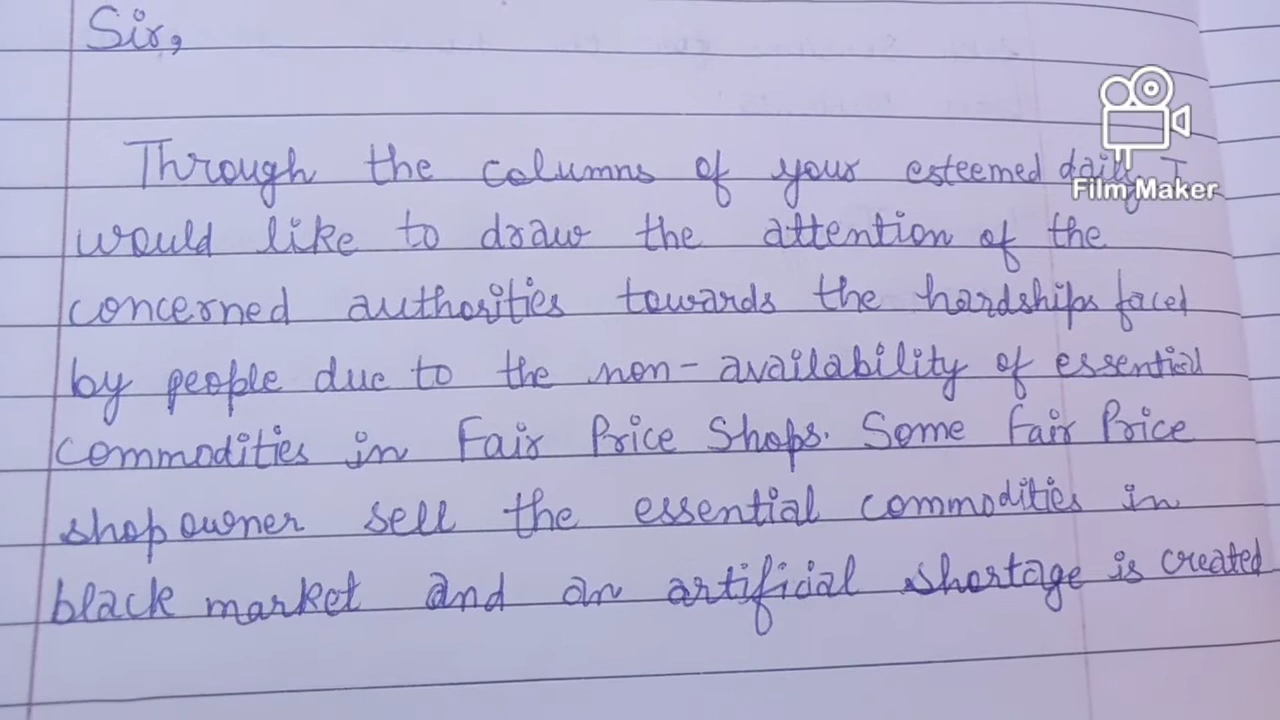 Sir,
Through the columns of your esteemed daily I
Film Maker
would like to draw the attention of the
concerned authorities towards the hardships faced
by people due to the non-availability of essential
commodities in Fair Price Shops. Some Fair Price
shop owner sell the essential commodities in
black market and an artificial shortage is created